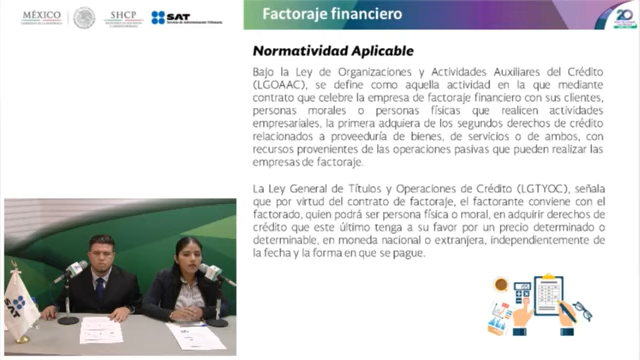 Factoraje financiero
MÉXICO
SHCP
SAT
20
Normatividad Aplicable
Bajo la Ley de Organizaciones y Actividades Auxiliares del Crédito
(LGOAAC), se define como aquella actividad en la que mediante
contrato que celebre la empresa de factoraje financiero con sus clientes,
personas morales o personas físicas que realicen actividades
empresariales, la primera adquiera de los segundos derechos de crédito
relacionados a proveeduría de bienes, de servicios o de ambos, con
recursos provenientes de las operaciones pasivas que pueden realizar las
empresas de factoraje.
La Ley General de Títulos y Operaciones de Crédito (LGTYOC), señala
que por virtud del contrato de factoraje, el factorante conviene con el
factorado, quien podrá ser persona física o moral, en adquirir derechos de
crédito que este último tenga a su favor por un precio determinado o
determinable, en moneda nacional o extranjera, independientemente de
la fecha y la forma en que se pague.
SAT